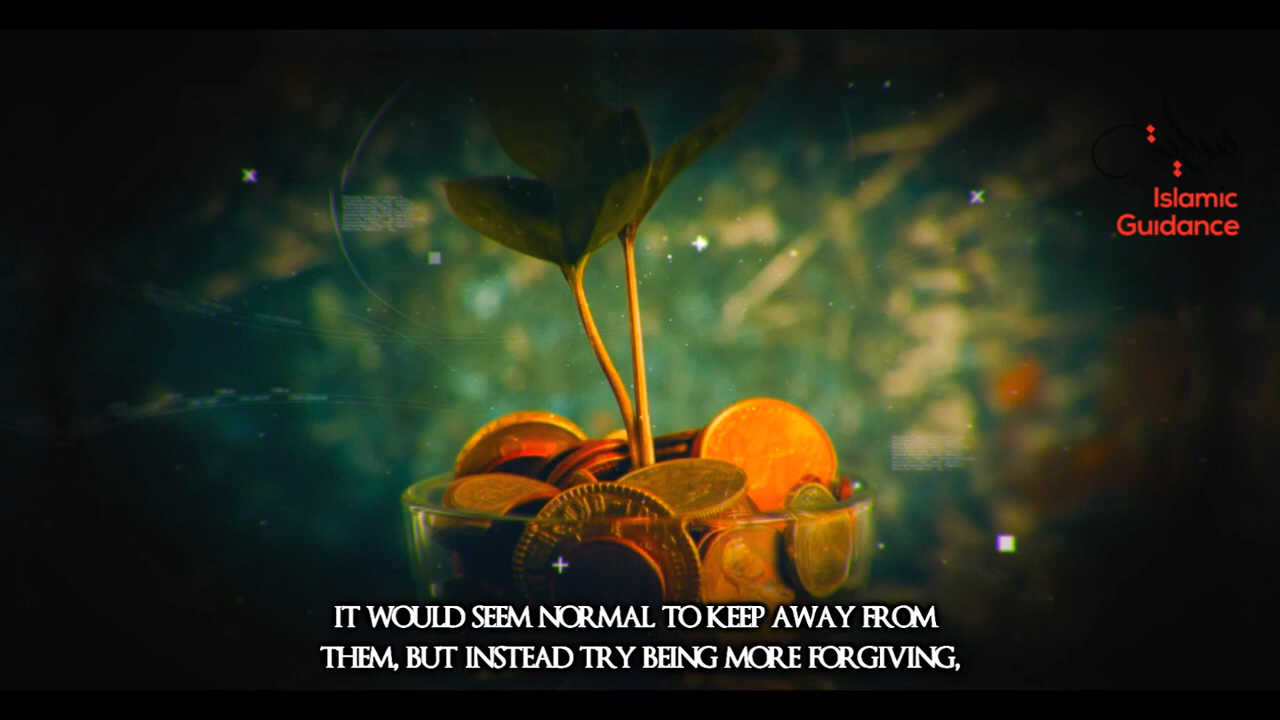 Islamic
Guidance
IT WOULD SEEM NORMAL TO KEEP AWAY FROM
THEM, BUT INSTEAD TRY BEING MORE FORGIVING,